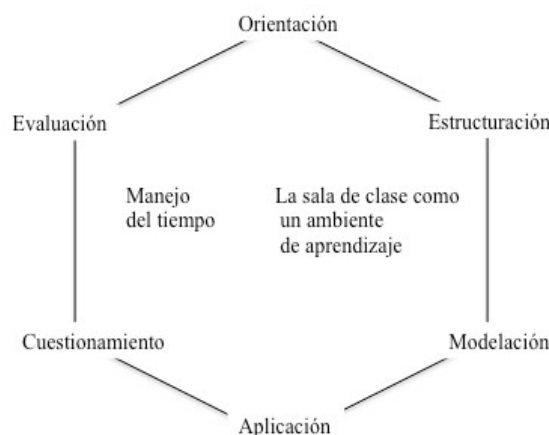 Orientación
Evaluación
Estructuración
Manejo
del tiempo
La sala de clase como
un ambiente
de aprendizaje
Cuestionamiento
Modelación
Aplicación